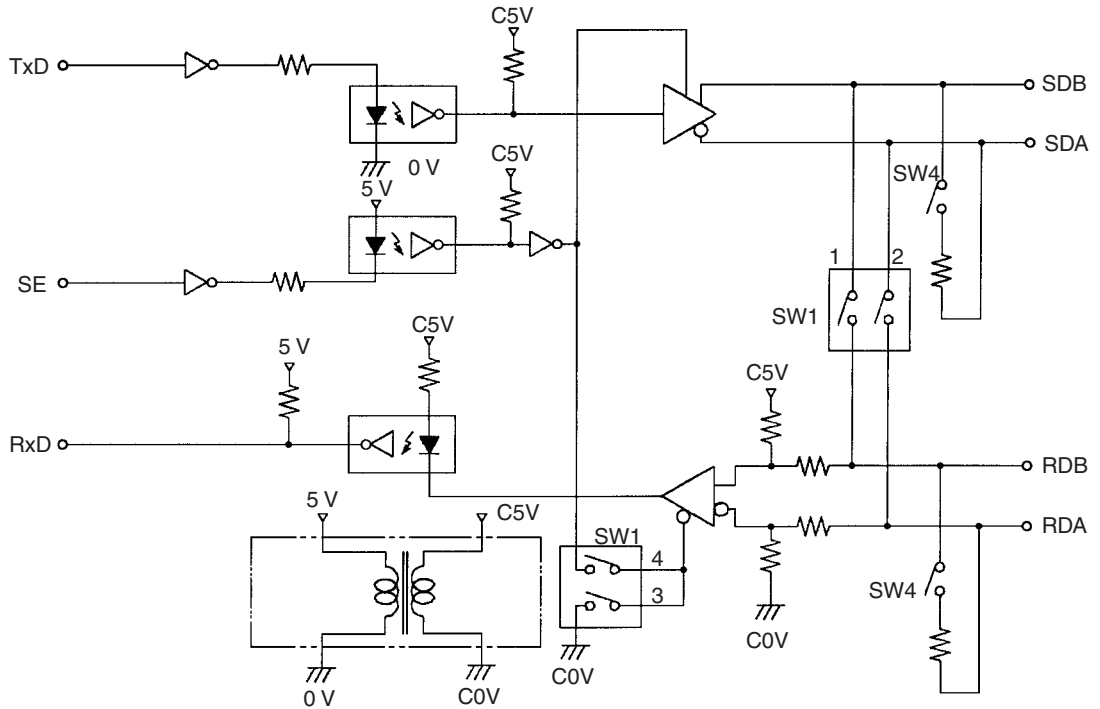 C5V
TxD
SDB
0 V
SDA
C5V
5 V
SW4
1 2
SE
SW1
C5V
5 V
C5V
RxD
RDB
5 V
C5V
RDA
SW1
4
SW4
3
C0V
C0V
0 V
C0V